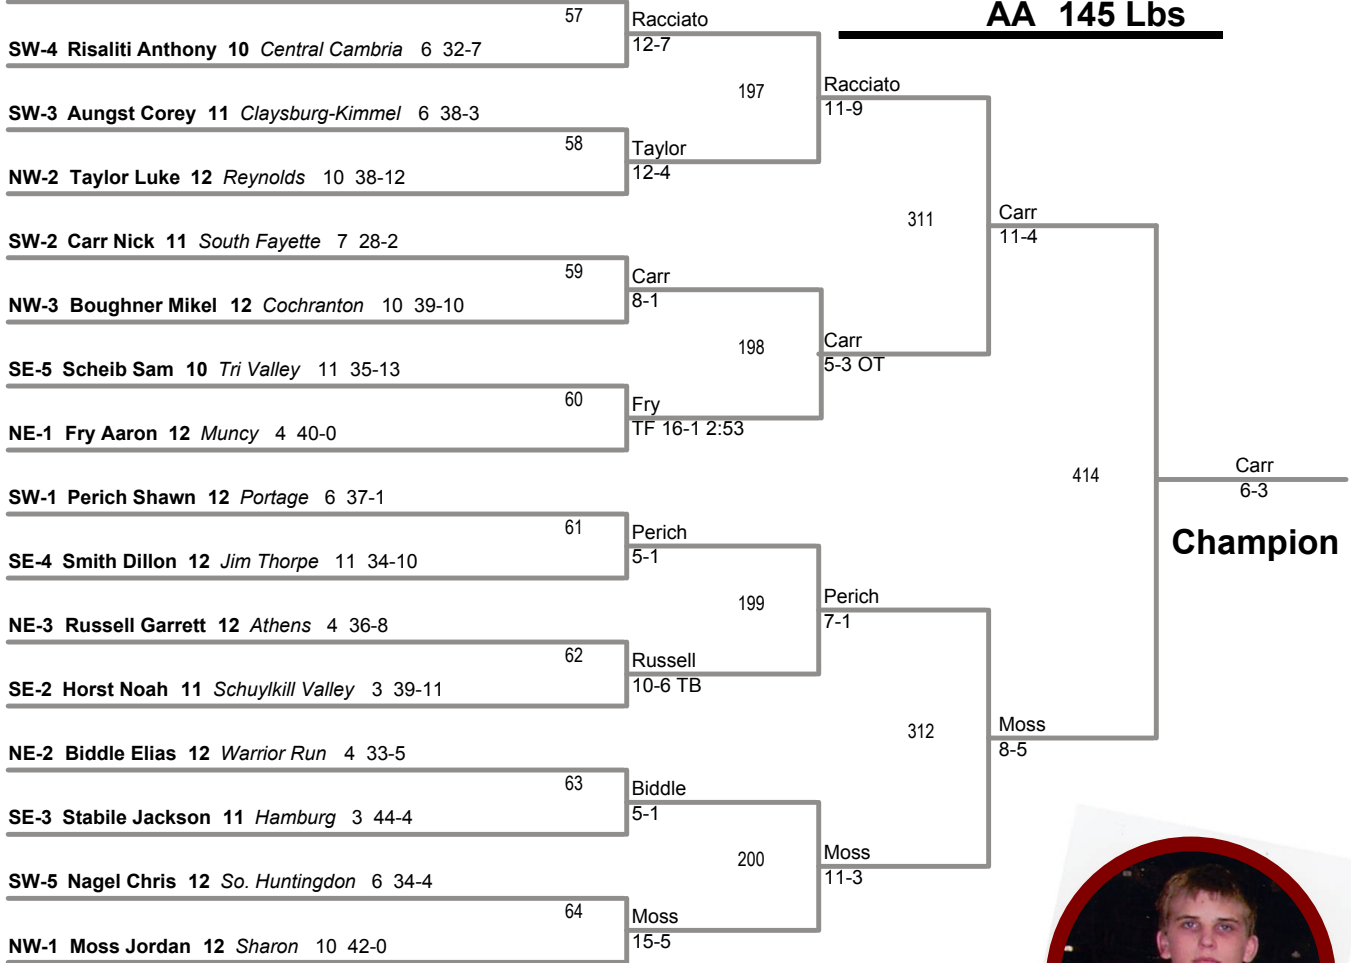 AA 145 Lbs
57
Racciato
12-7
SW-4 Risaliti Anthony 10 Central Cambria 6 32-7
197
Racciato
11-9
SW-3 Aungst Corey 11 Claysburg-Kimmel 6 38-3
58
Taylor
12-4
NW-2 Taylor Luke 12 Reynolds 10 38-12
311
Carr
11-4
SW-2 Carr Nick 11 South Fayette 7 28-2
59
Carr
8-1
NW-3 Boughner Mikel 12 Cochranton 10 39-10
198
Carr
5-3 OT
SE-5 Scheib Sam 10 Tri Valley 11 35-13
60
Fry
TF 16-1 2:53
NE-1 Fry Aaron 12 Muncy 4 40-0
414
Carr
6-3
Champion
SW-1 Perich Shawn 12 Portage 6 37-1
61
Perich
5-1
SE-4 Smith Dillon 12 Jim Thorpe 11 34-10
199
Perich
7-1
NE-3 Russell Garrett 12 Athens 4 36-8
62
Russell
10-6 TB
SE-2 Horst Noah 11 Schuylkill Valley 3 39-11
312
Moss
8-5
NE-2 Biddle Elias 12 Warrior Run 4 33-5
63
Biddle
5-1
SE-3 Stabile Jackson 11 Hamburg 3 44-4
200
Moss
11-3
SW-5 Nagel Chris 12 So. Huntingdon 6 34-4
64
Moss
15-5
NW-1 Moss Jordan 12 Sharon 10 42-0